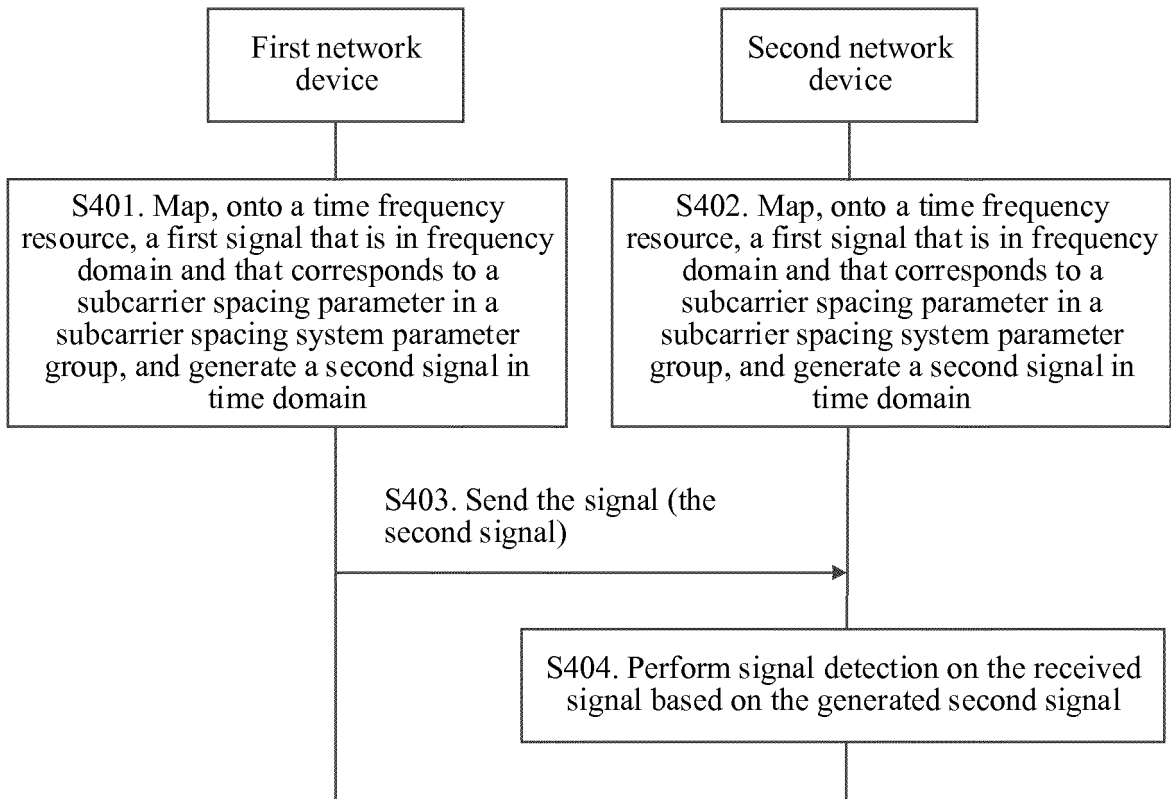 First network
device
Second network
device
S401. Map, onto a time frequency
resource, a first signal that is in frequency
domain and that corresponds to a
subcarrier spacing parameter in a
subcarrier spacing system parameter
group, and generate a second signal in
time domain
S402. Map, onto a time frequency
resource, a first signal that is in frequency
domain and that corresponds to a
subcarrier spacing parameter in a
subcarrier spacing system parameter
group, and generate a second signal in
time domain
S403. Send the signal (the
second signal)
S404. Perform signal detection on the received
signal based on the generated second signal